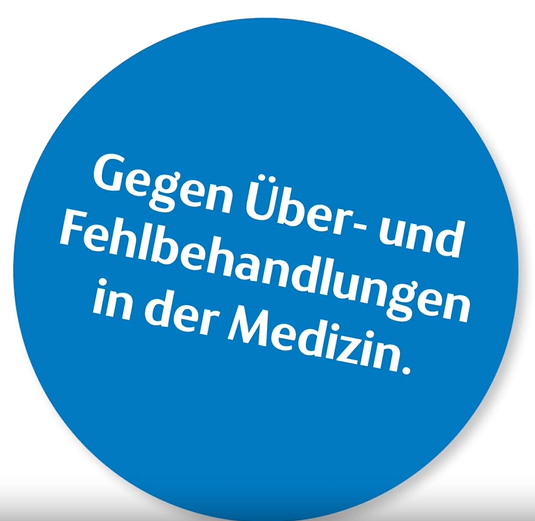 Gegen Über- und
Fehlbehandlungen
in der Medizin.